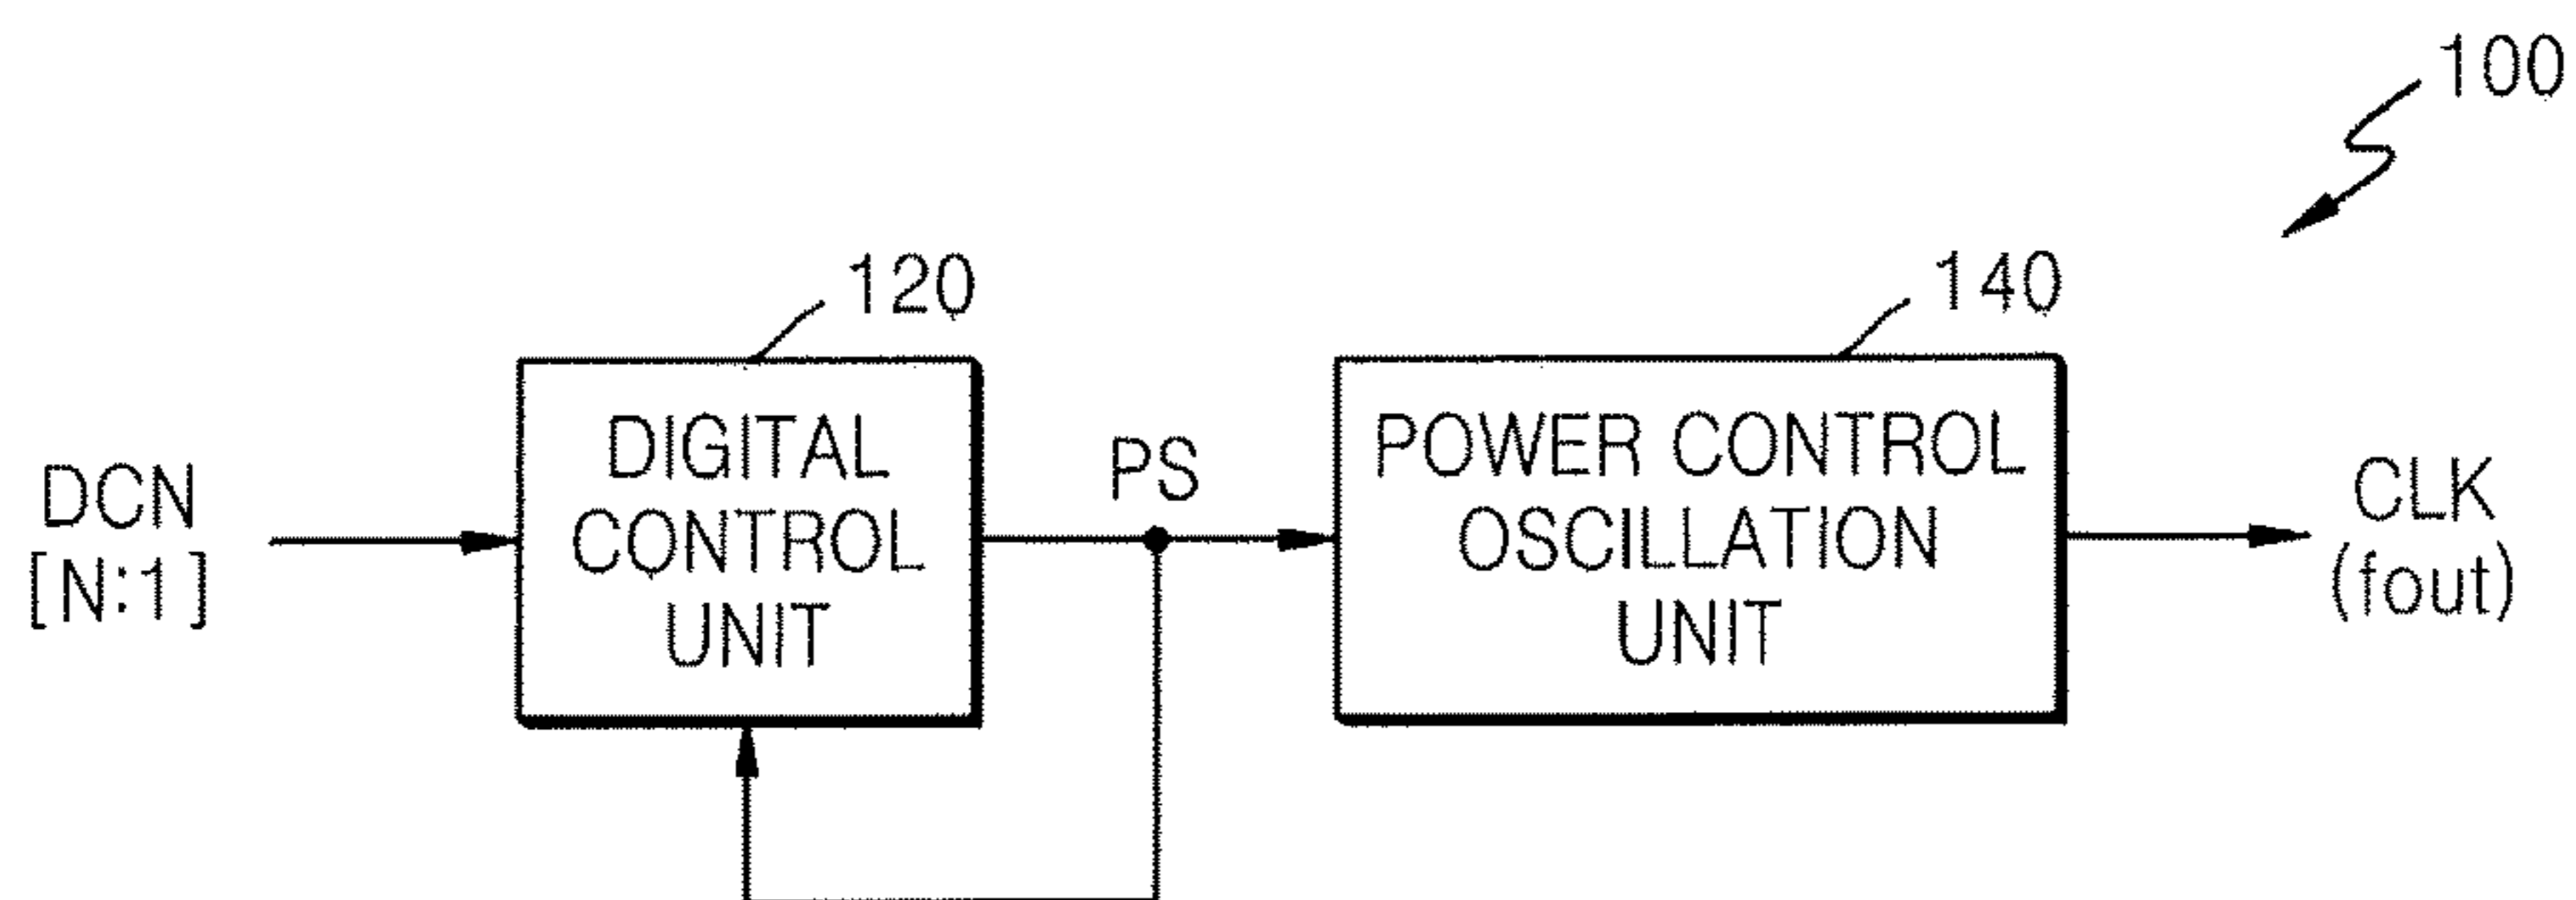 100
120
140
DCN
[N:1]
DIGITAL
CONTROL
UNIT
PS
POWER CONTROL
OSCILLATION
UNIT
CLK
(fout)